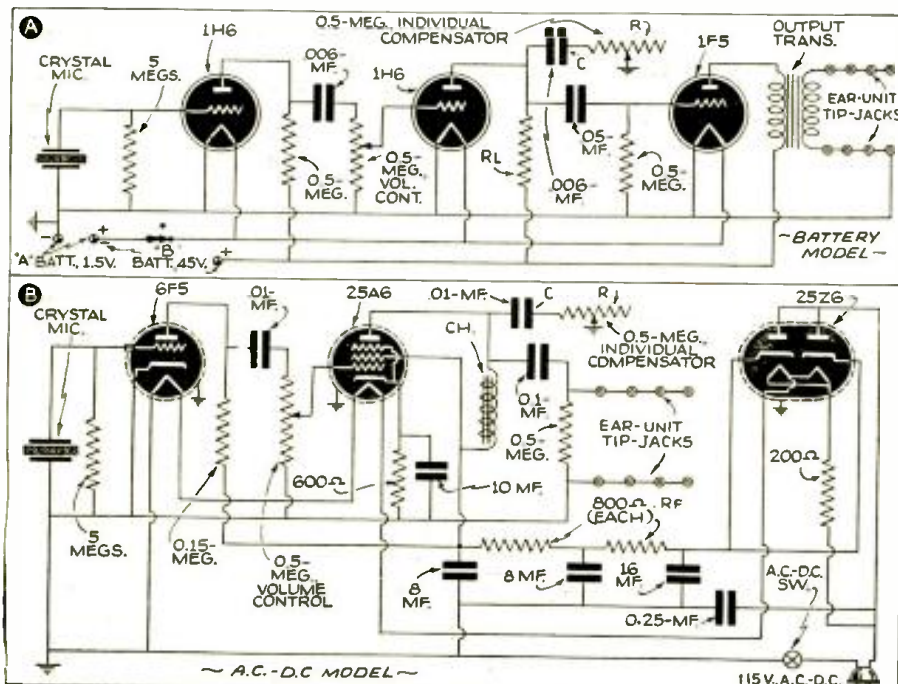 A
CRYSTAL
MIC.
5
MEGS.
1H6
.006-
MF.
0.5-
MEG.
0.5-
MEG.
VOL.
CONT.
1H6
0.5-MEG., INDIVIDUAL
COMPENSATOR
R
C
.05-
MF.
.006-
MF.
RL
0.5-
MEG.
1F5
OUTPUT
TRANS.
EAR-UNIT
TIP-JACKS
- + +
"A" BATT., 1.5V.
"B"
BATT., 45V.
~BATTERY
MODEL~
B
CRYSTAL
MIC.
6F5
.01-
MF.
25A6
.01-MF.
C
R
0.5-MEG.,
INDIVIDUAL
COMPENSATOR
CH.
0.1-
MF.
0.5-
MEG.
EAR-UNIT
TIP-JACKS
25Z6
200Ω
5
MEGS.
0.15-
MEG.
0.5-
MEG.
VOLUME
CONTROL
600Ω
10 MF.
800Ω RF
(EACH)
8
MF.
8 MF.
16
MF.
0.25-MF.
A.C.-D.C.
SW.
115 V., A.C.-D.C.
~ A.C.-D.C MODEL ~